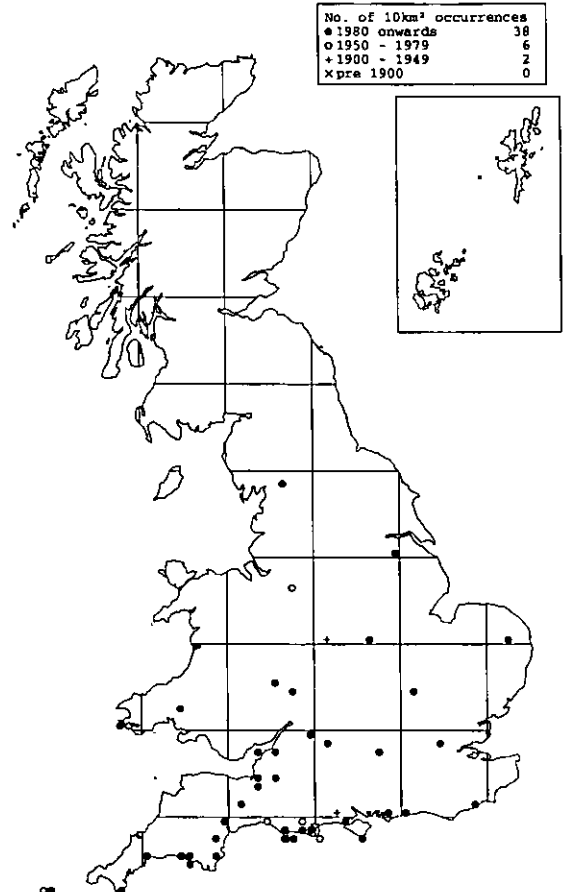 No. of 10km² occurrences
● 1980 onwards 38
o 1950 - 1979 6
+ 1900 - 1949 2
x pre 1900 0